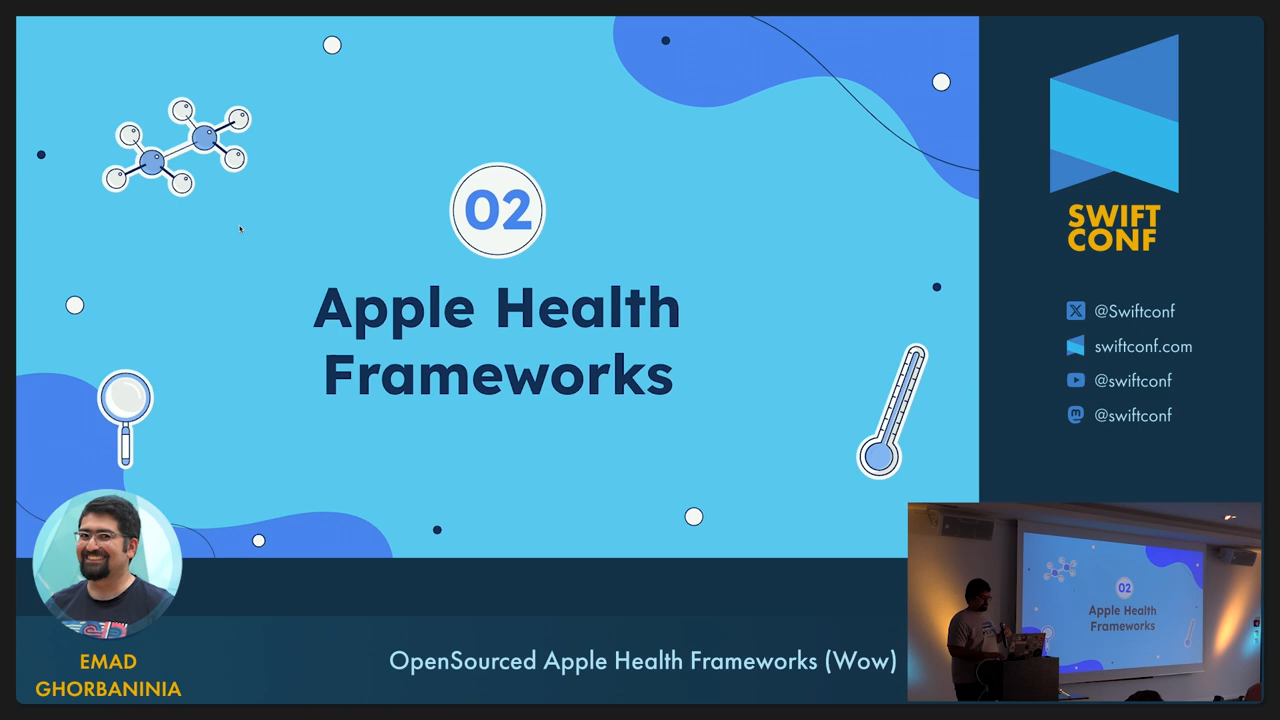 02
Apple Health
Frameworks
SWIFT
CONF
@Swiftconf
swiftconf.com
@swiftconf
@swiftconf
EMAD
GHORBANINIA
OpenSourced Apple Health Frameworks (Wow)
02
Apple Health
Frameworks